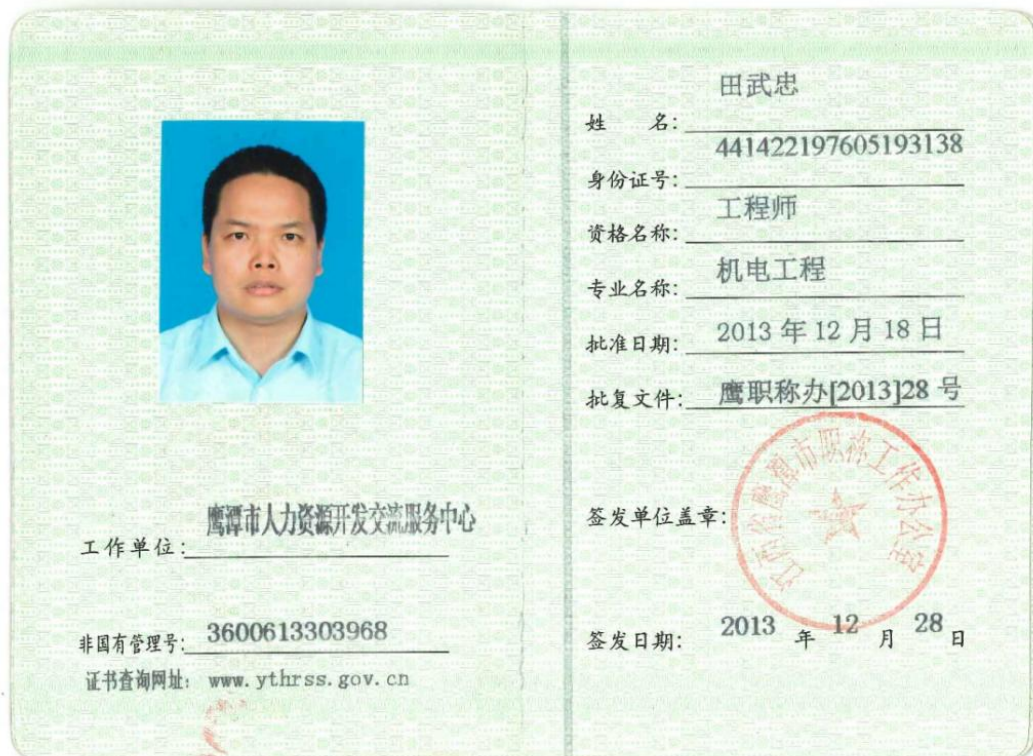 工作单位：鹰潭市人力资源开发交流服务中心
非国有管理号：3600613303968
证书查询网址：www.ythrss.gov.cn
姓 名：田武忠
身份证号：441422197605193138
资格名称：工程师
专业名称：机电工程
批准日期：2013 年 12 月 18 日
批复文件：鹰职称办[2013]28 号
签发单位盖章：
江西省鹰潭市职称工作办公室
签发日期：2013 年 12 月 28 日